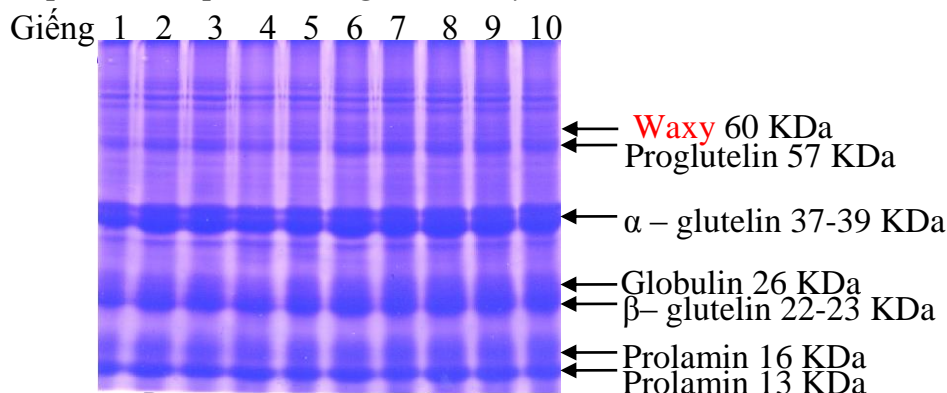 Giếng 1 2 3 4 5 6 7 8 9 10
Waxy 60 KDa
Proglutelin 57 KDa
α – glutelin 37-39 KDa
Globulin 26 KDa
β– glutelin 22-23 KDa
Prolamin 16 KDa
Prolamin 13 KDa